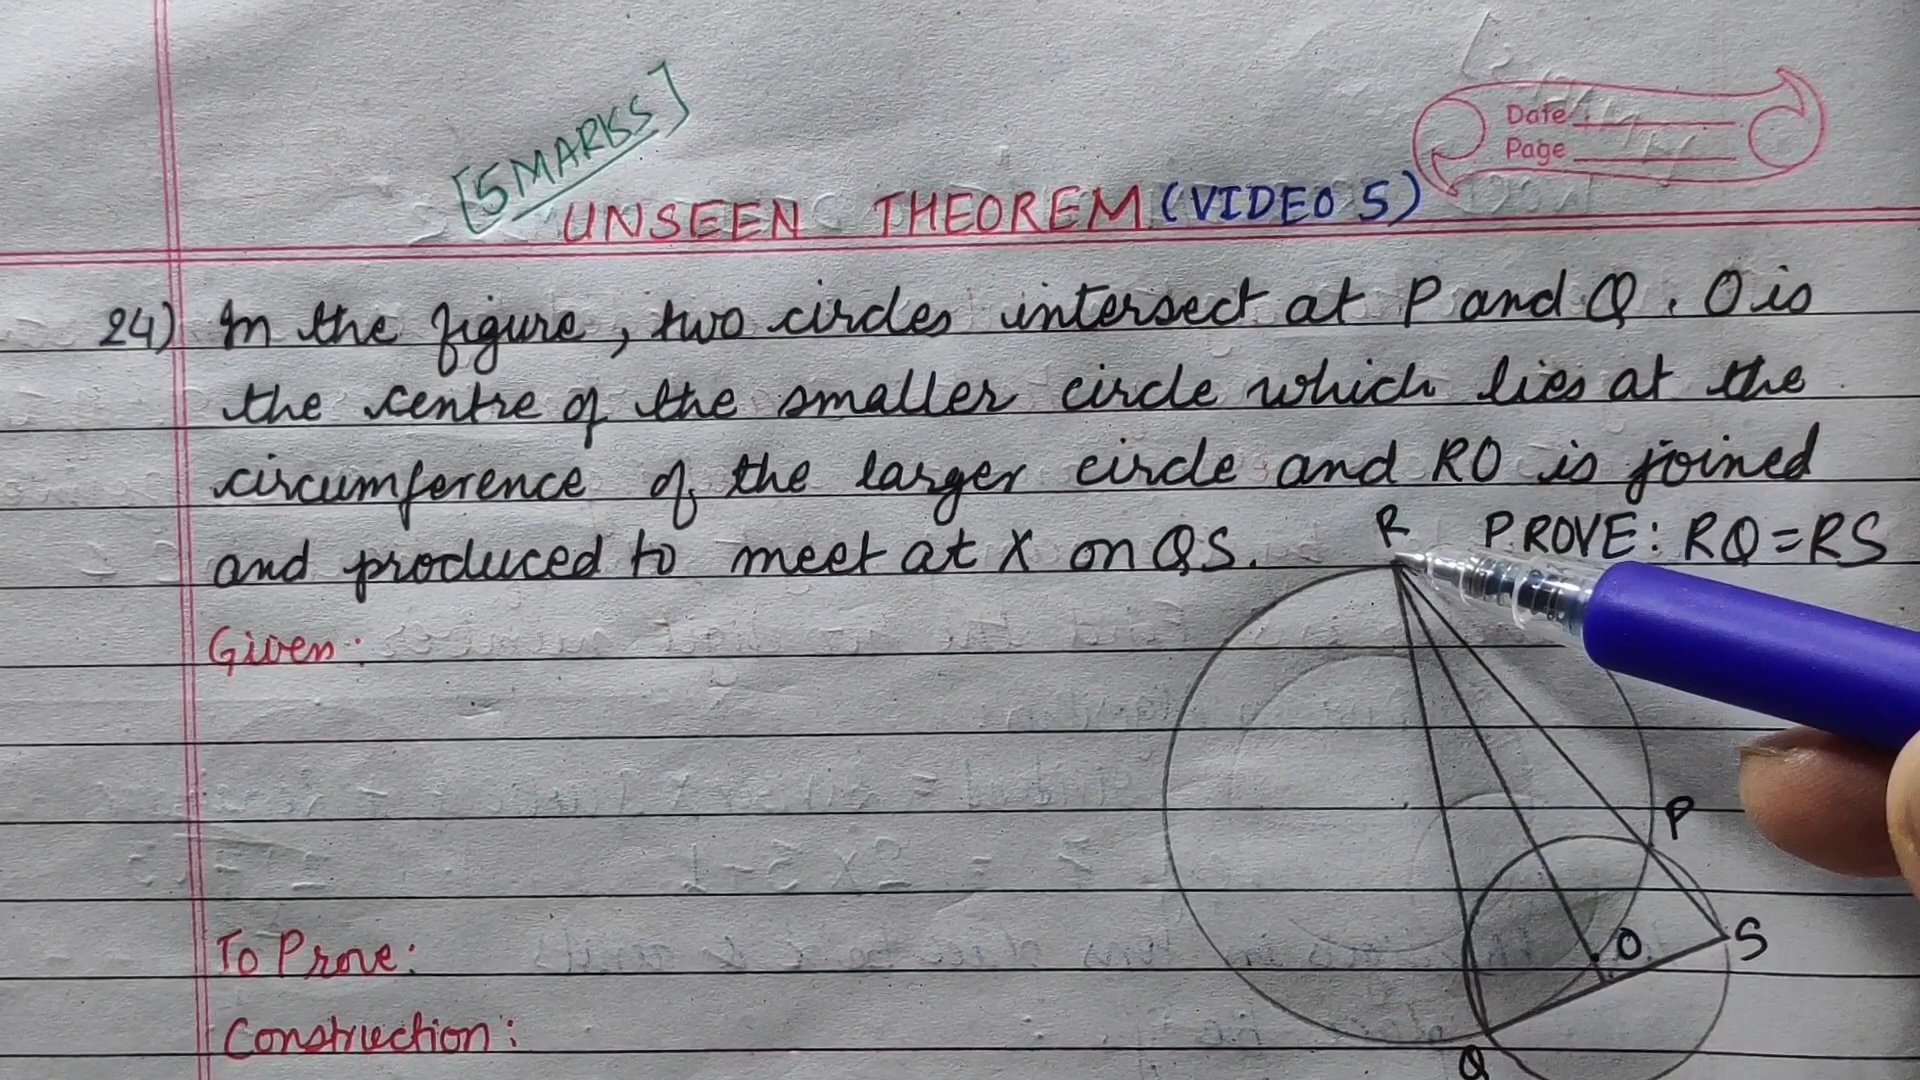 [5 MARKS]
Date
Page
UNSEEN THEOREM (VIDEO 5)
24) In the figure, two circles intersect at P and Q. O is
the centre of the smaller circle which lies at the
circumference of the larger circle and RO is joined
and produced to meet at X on QS.
R
PROVE: RQ=RS
Given:
P
To Prove:
O
S
Construction:
Q